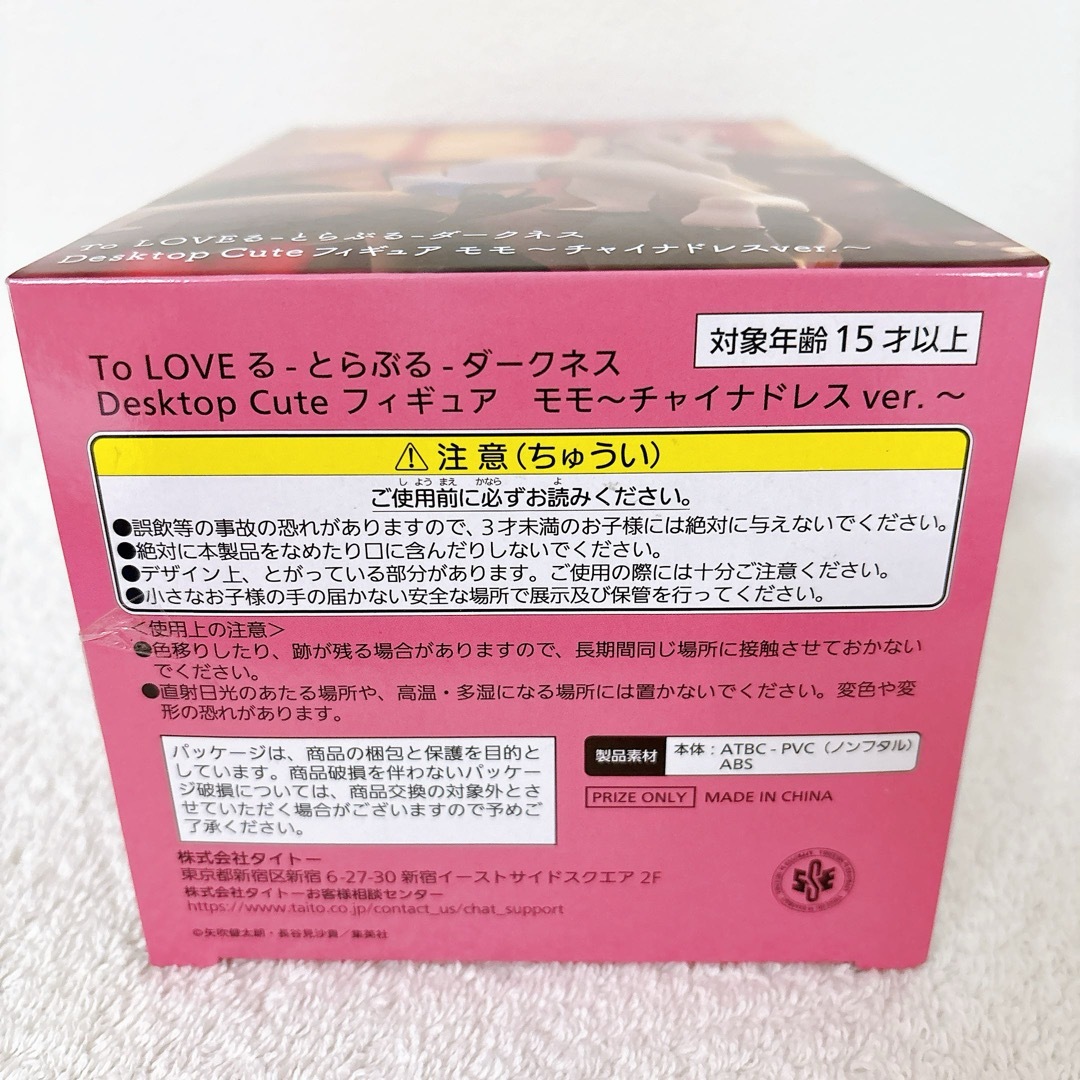 To LOVEる-とらぶる-ダークネス
Desktop Cute フィギュア モモ ～チャイナドレスver.～
対象年齢 15 才以上
To LOVE る - とらぶる - ダークネス
Desktop Cute フィギュア モモ～チャイナドレス ver. ～
⚠ 注 意 (ちゅうい)
しようまえ かなら よ
ご使用前に必ずお読みください。
●誤飲等の事故の恐れがありますので、3才未満のお子様には絶対に与えないでください。
●絶対に本製品をなめたり口に含んだりしないでください。
●デザイン上、とがっている部分があります。ご使用の際には十分ご注意ください。
●小さなお子様の手の届かない安全な場所で展示及び保管を行ってください。
＜使用上の注意＞
●色移りしたり、跡が残る場合がありますので、長期間同じ場所に接触させておかない
でください。
●直射日光のあたる場所や、高温・多湿になる場所には置かないでください。変色や変
形の恐れがあります。
パッケージは、商品の梱包と保護を目的と
しています。商品破損を伴わないパッケー
ジ破損については、商品交換の対象外とさ
せていただく場合がございますので予めご
了承ください。
製品素材 本体：ATBC - PVC（ノンフタル）
ABS
PRIZE ONLY MADE IN CHINA
株式会社タイトー
東京都新宿区新宿 6-27-30 新宿イーストサイドスクエア 2F
株式会社タイトーお客様相談センター
https://www.taito.co.jp/contact_us/chat_support
©矢吹健太朗・長谷見沙貴／集英社